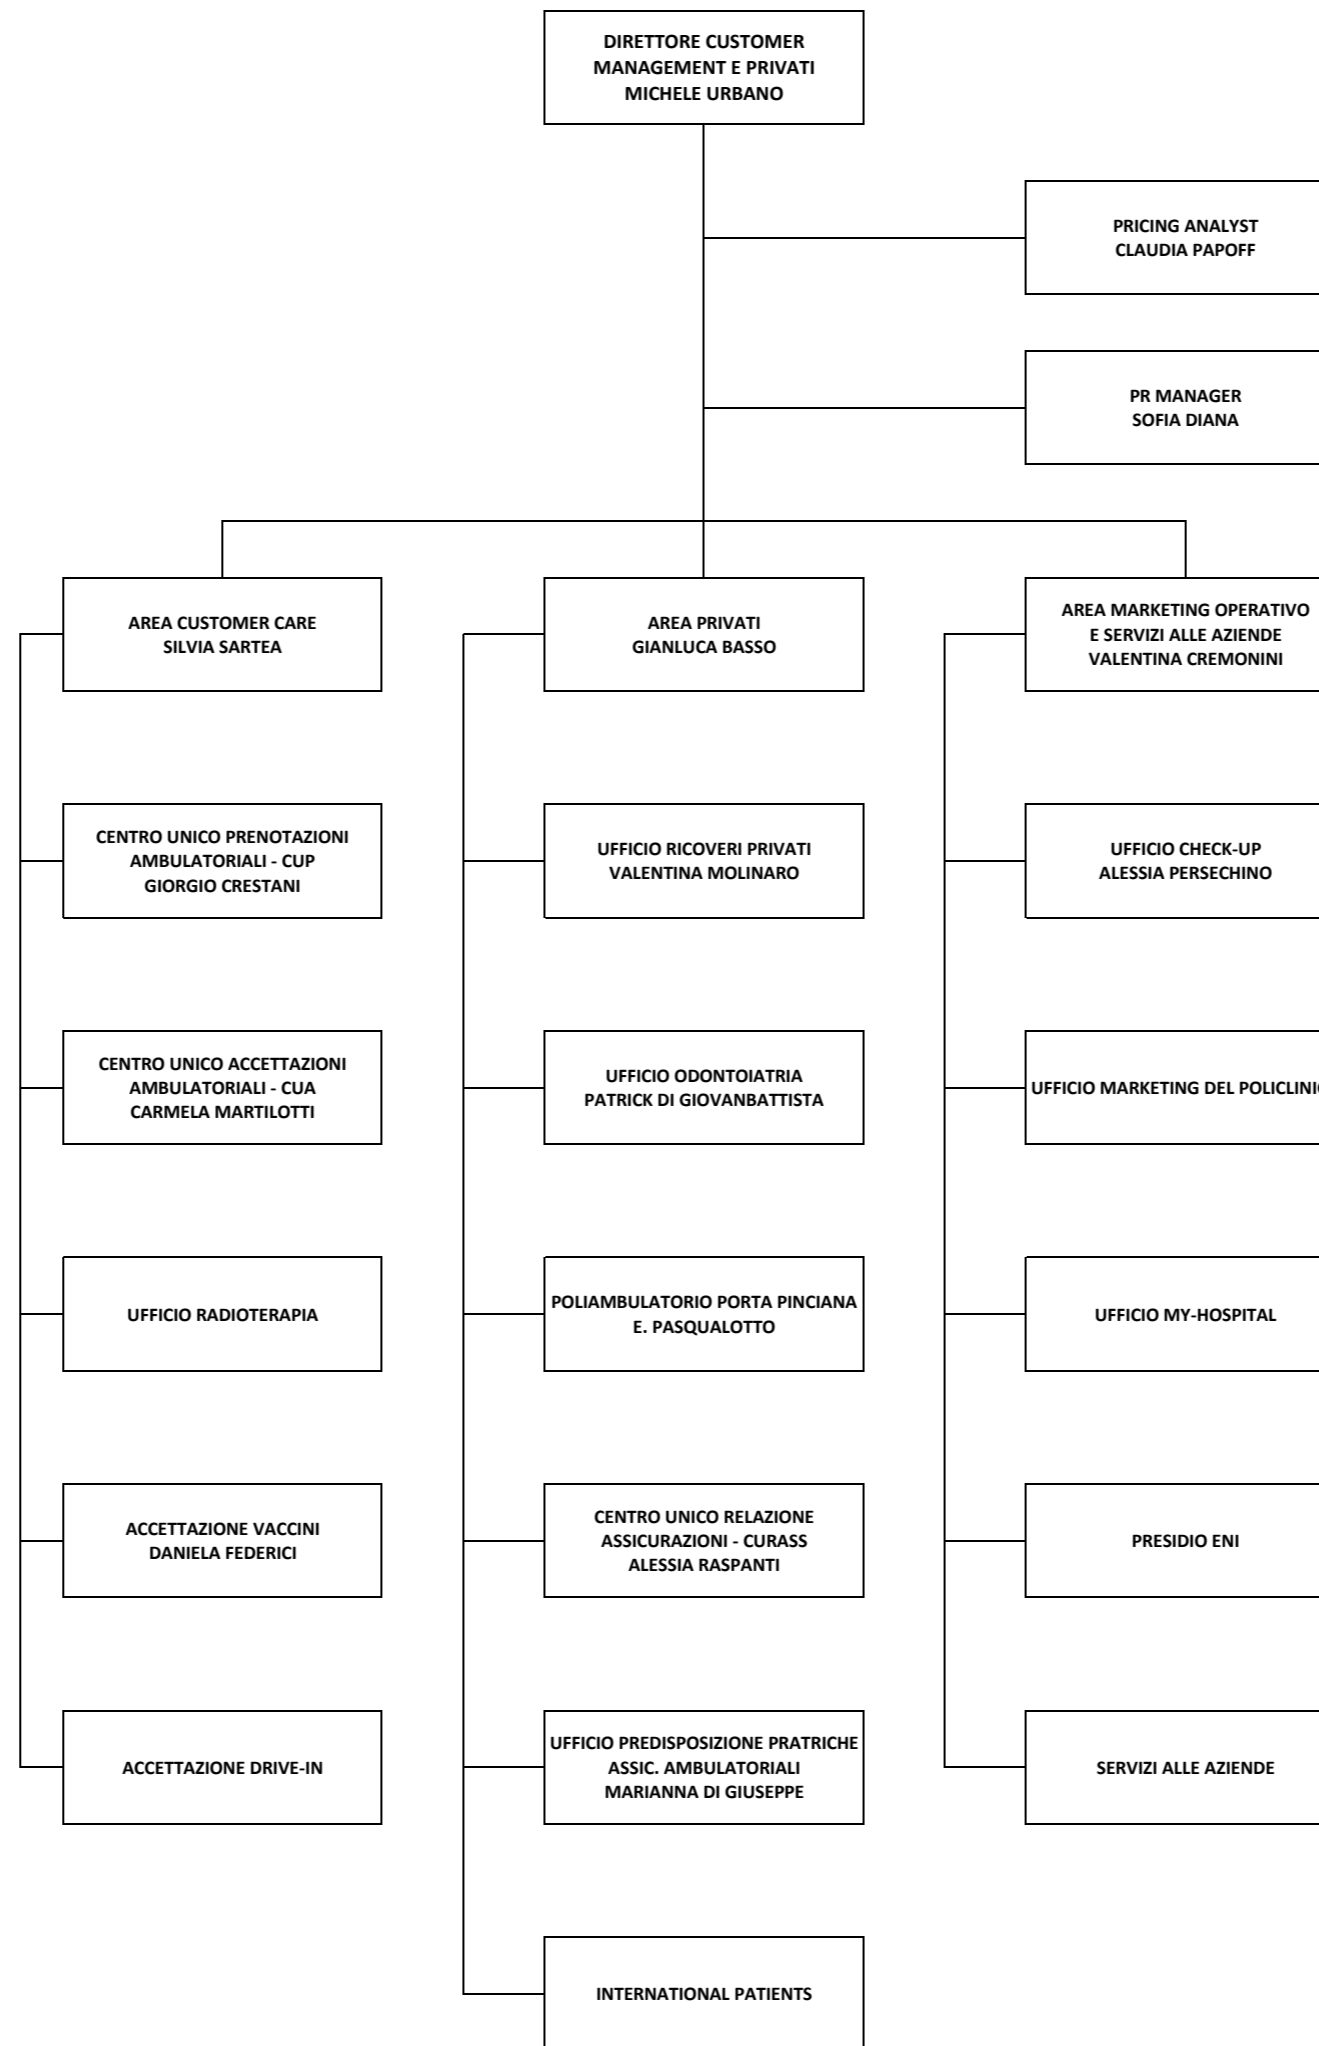 DIRETTORE CUSTOMER
MANAGEMENT E PRIVATI
MICHELE URBANO
PRICING ANALYST
CLAUDIA PAPOFF
PR MANAGER
SOFIA DIANA
AREA CUSTOMER CARE
SILVIA SARTEA
AREA PRIVATI
GIANLUCA BASSO
AREA MARKETING OPERATIVO
E SERVIZI ALLE AZIENDE
VALENTINA CREMONINI
CENTRO UNICO PRENOTAZIONI
AMBULATORIALI - CUP
GIORGIO CRESTANI
UFFICIO RICOVERI PRIVATI
VALENTINA MOLINARO
UFFICIO CHECK-UP
ALESSIA PERSECHINO
CENTRO UNICO ACCETTAZIONI
AMBULATORIALI - CUA
CARMELA MARTILOTTI
UFFICIO ODONTOIATRIA
PATRICK DI GIOVANBATTISTA
UFFICIO MARKETING DEL
UFFICIO RADIOTERAPIA
POLIAMBULATORIO PORTA PINCIANA
E. PASQUALOTTO
UFFICIO MY-HOSPITAL
ACCETTAZIONE VACCINI
DANIELA FEDERICI
CENTRO UNICO RELAZIONE
ASSICURAZIONI - CURASS
ALESSIA RASPANTI
PRESIDIO ENI
ACCETTAZIONE DRIVE-IN
UFFICIO PREDISPOSIZIONE PRATRICHE
ASSIC. AMBULATORIALI
MARIANNA DI GIUSEPPE
SERVIZI ALLE AZIENDE
INTERNATIONAL PATIENTS